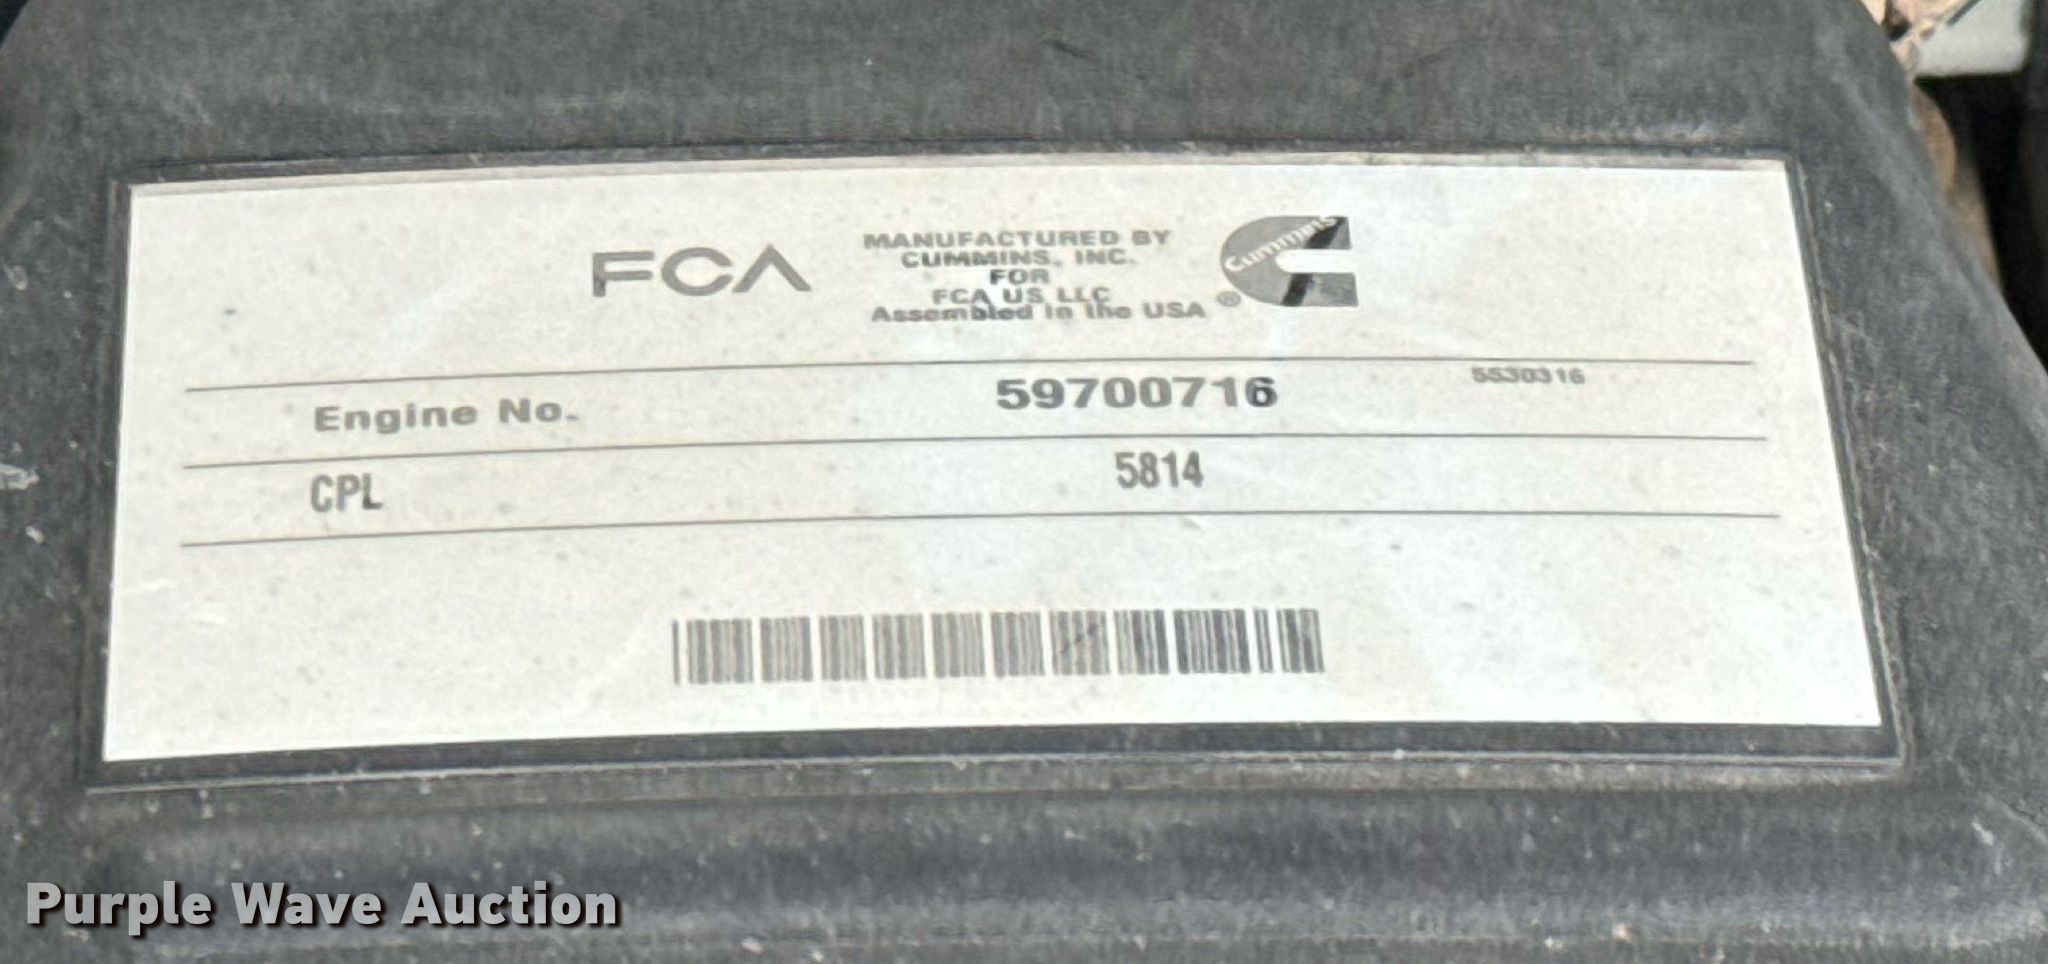 FCA
MANUFACTURED BY
CUMMINS, INC.
FOR
FCA US LLC
Assembled in the USA
®
Cummins
Engine No.
59700716
5530316
CPL
5814
Purple Wave Auction